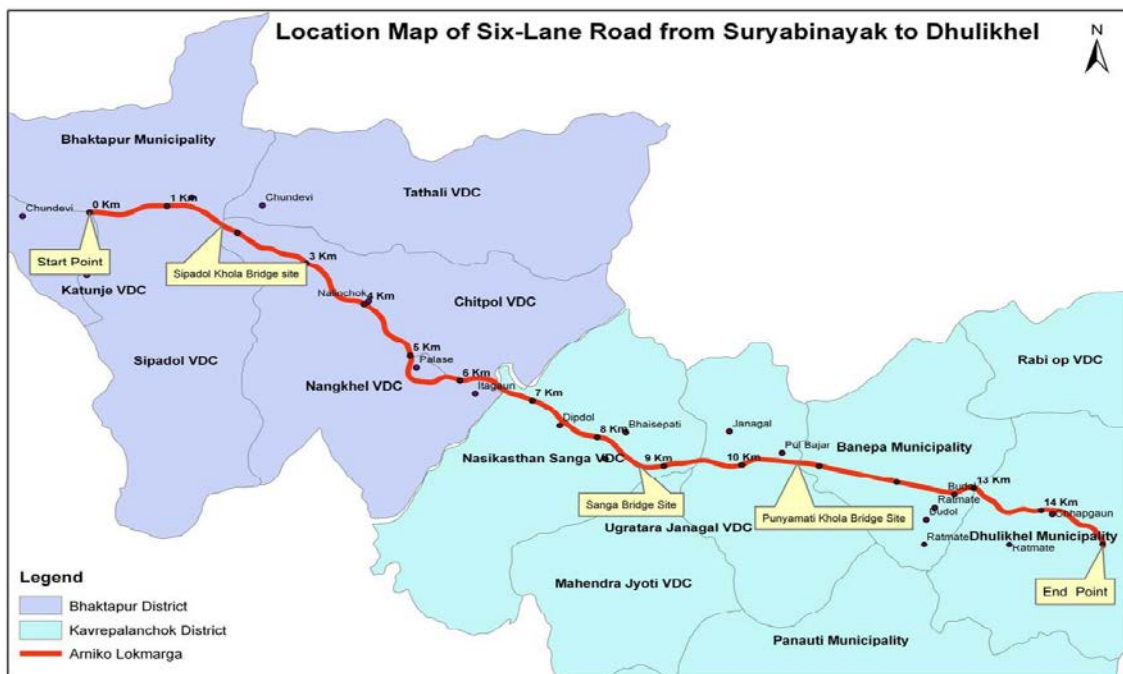 Location Map of Six-Lane Road from Suryabinayak to Dhulikhel
N
Bhaktapur Municipality
Tathali VDC
Chundevi
0 Km
1 Km
Chundevi
Start Point
Sipadol Khola Bridge site
3 Km
Katunje VDC
Nalinchok
4 Km
Chitpol VDC
Sipadol VDC
5 Km
Palase
Nangkhel VDC
6 Km
Itagaun
7 Km
Rabi op VDC
Dipdol
8 Km
Bhaisepati
Janagal
Pul Bajar
Banepa Municipality
Nasikasthan Sanga VDC
9 Km
10 Km
Sanga Bridge Site
Punyamati Khola Bridge Site
13 Km
Ratmate
14 Km
Ugratara Janagal VDC
Budol
Ratmate
Dhulikhel Municipality
Ratmate
Mahendra Jyoti VDC
End Point
Panauti Municipality
Legend
Bhaktapur District
Kavrepalanchok District
Arniko Lokmarga